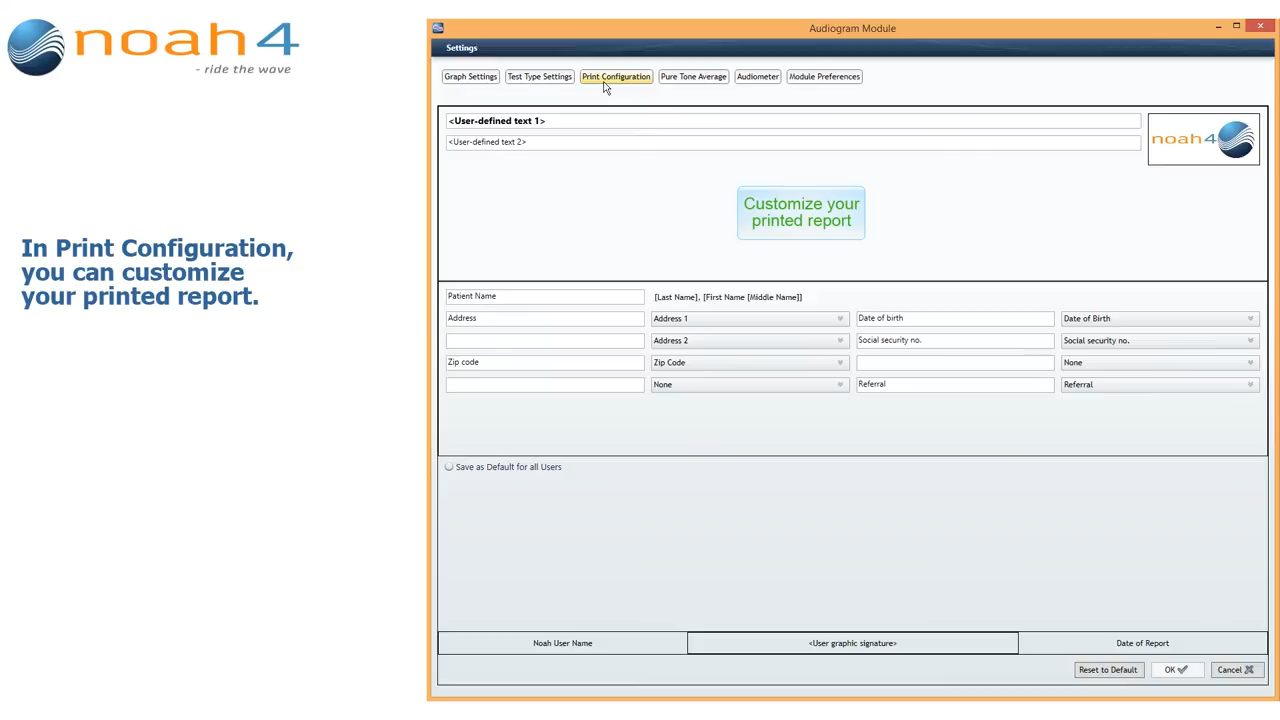 noah 4
- ride the wave
In Print Configuration,
you can customize
your printed report.
Audiogram Module
Settings
Graph Settings Test Type Settings Print Configuration Pure Tone Average Audiometer Module Preferences
<User-defined text 1>
<User-defined text 2>
noah 4
Customize your
printed report
Patient Name [Last Name], [First Name [Middle Name]]
Address Address 1 Date of birth Date of Birth
Address 2 Social security no. Social security no.
Zip code Zip Code None
None Referral Referral
Save as Default for all Users
Noah User Name <User graphic signature> Date of Report
Reset to Default OK Cancel